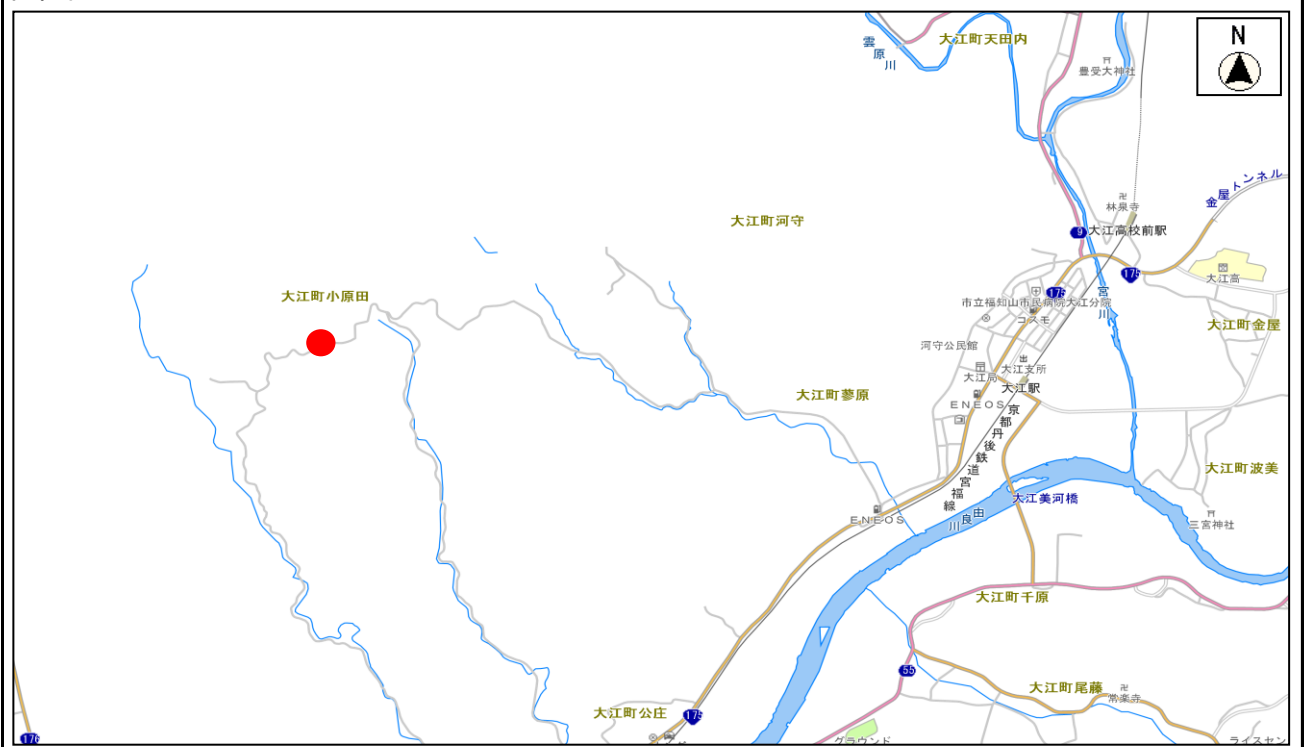 N
大江町天田内
雲原川
豊受大神社
金屋トンネル
林泉寺
大江町河守
9
大江高校前駅
175
大江高
大江町小原田
175
宮川
市立福知山市民病院大江分院
コスモ
大江町金屋
河守公民館
大江支所
大江局
大江駅
大江町蓼原
ENEOS
京都丹後鉄道宮福線
大江町波美
大江美河橋
ENEOS
由良川
三宮神社
大江町千原
55
大江町尾藤
常楽寺
大江町公庄
175
176
グラウンド
ライスセン